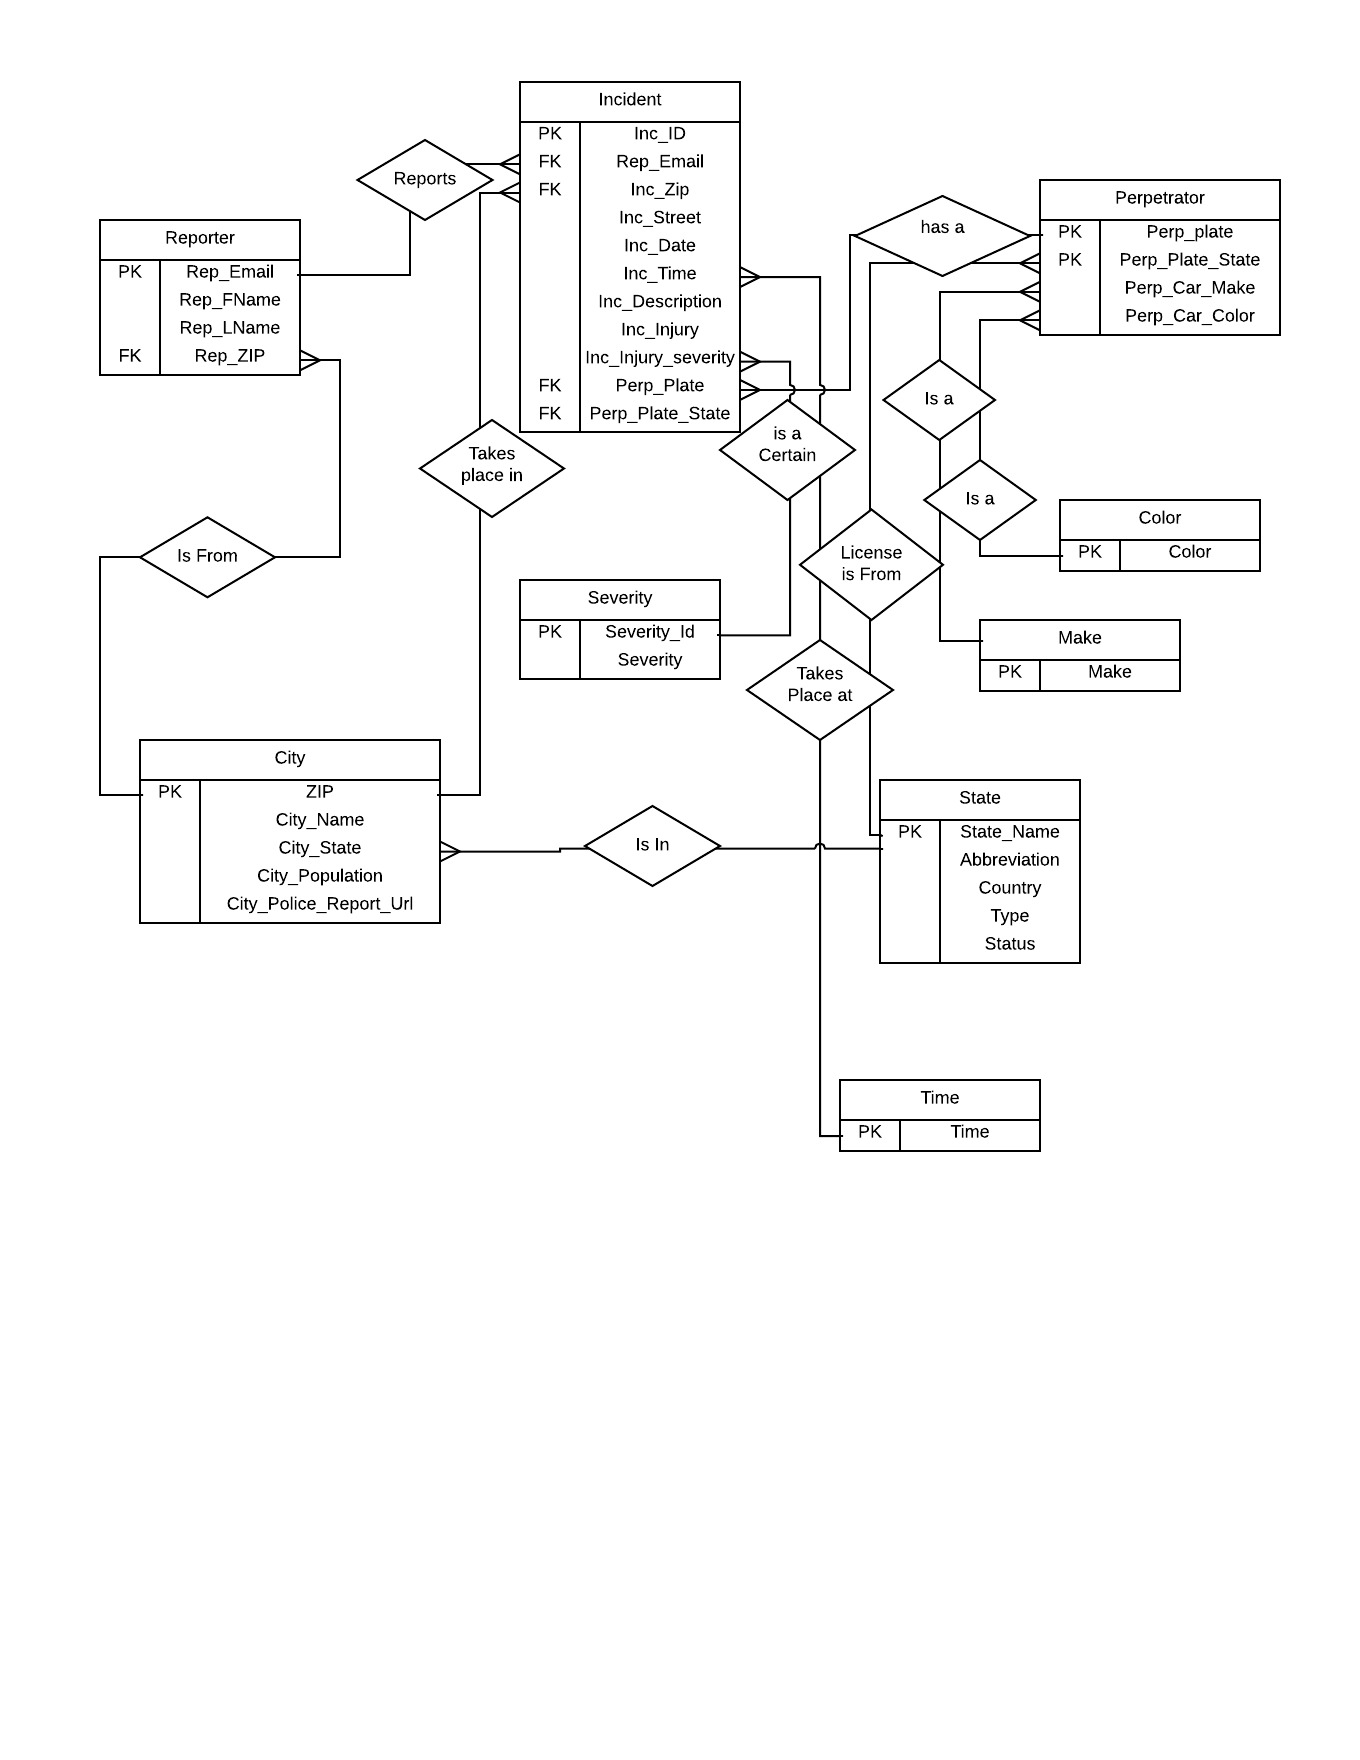 Incident
PK Inc_ID
FK Rep_Email
FK Inc_Zip
Inc_Street
Inc_Date
Inc_Time
Inc_Description
Inc_Injury
Inc_Injury_severity
FK Perp_Plate
FK Perp_Plate_State
Reports
Reporter
PK Rep_Email
Rep_FName
Rep_LName
FK Rep_ZIP
has a
Perpetrator
PK Perp_plate
PK Perp_Plate_State
Perp_Car_Make
Perp_Car_Color
Is a
Takes
place in
is a
Certain
Is a
Color
PK Color
Is From
License
is From
Severity
PK Severity_Id
Severity
Make
PK Make
Takes
Place at
City
PK ZIP
City_Name
City_State
City_Population
City_Police_Report_Url
Is In
State
PK State_Name
Abbreviation
Country
Type
Status
Time
PK Time